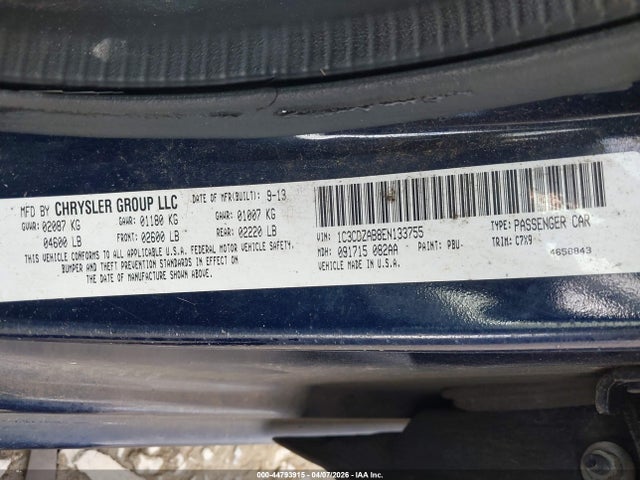 MFD BY CHRYSLER GROUP LLC DATE OF MFR(BUILT): 9-13
GVWR: 02087 KG GAWR: 01180 KG GAWR: 01007 KG
04600 LB FRONT: 02600 LB REAR: 02220 LB
THIS VEHICLE CONFORMS TO ALL APPLICABLE U.S.A. FEDERAL MOTOR VEHICLE SAFETY,
BUMPER AND THEFT PREVENTION STANDARDS IN EFFECT ON
THE DATE OF MANUFACTURE SHOWN ABOVE.
VIN: 1C3CDZAB8EN133755 TYPE: PASSENGER CAR
MDH: 091715 082AA PAINT: PBU TRIM: C7X9
VEHICLE MADE IN U.S.A. 4650843
IAAI 000-44793915 - 04/07/2026 - COPYRIGHT IAA, INC.